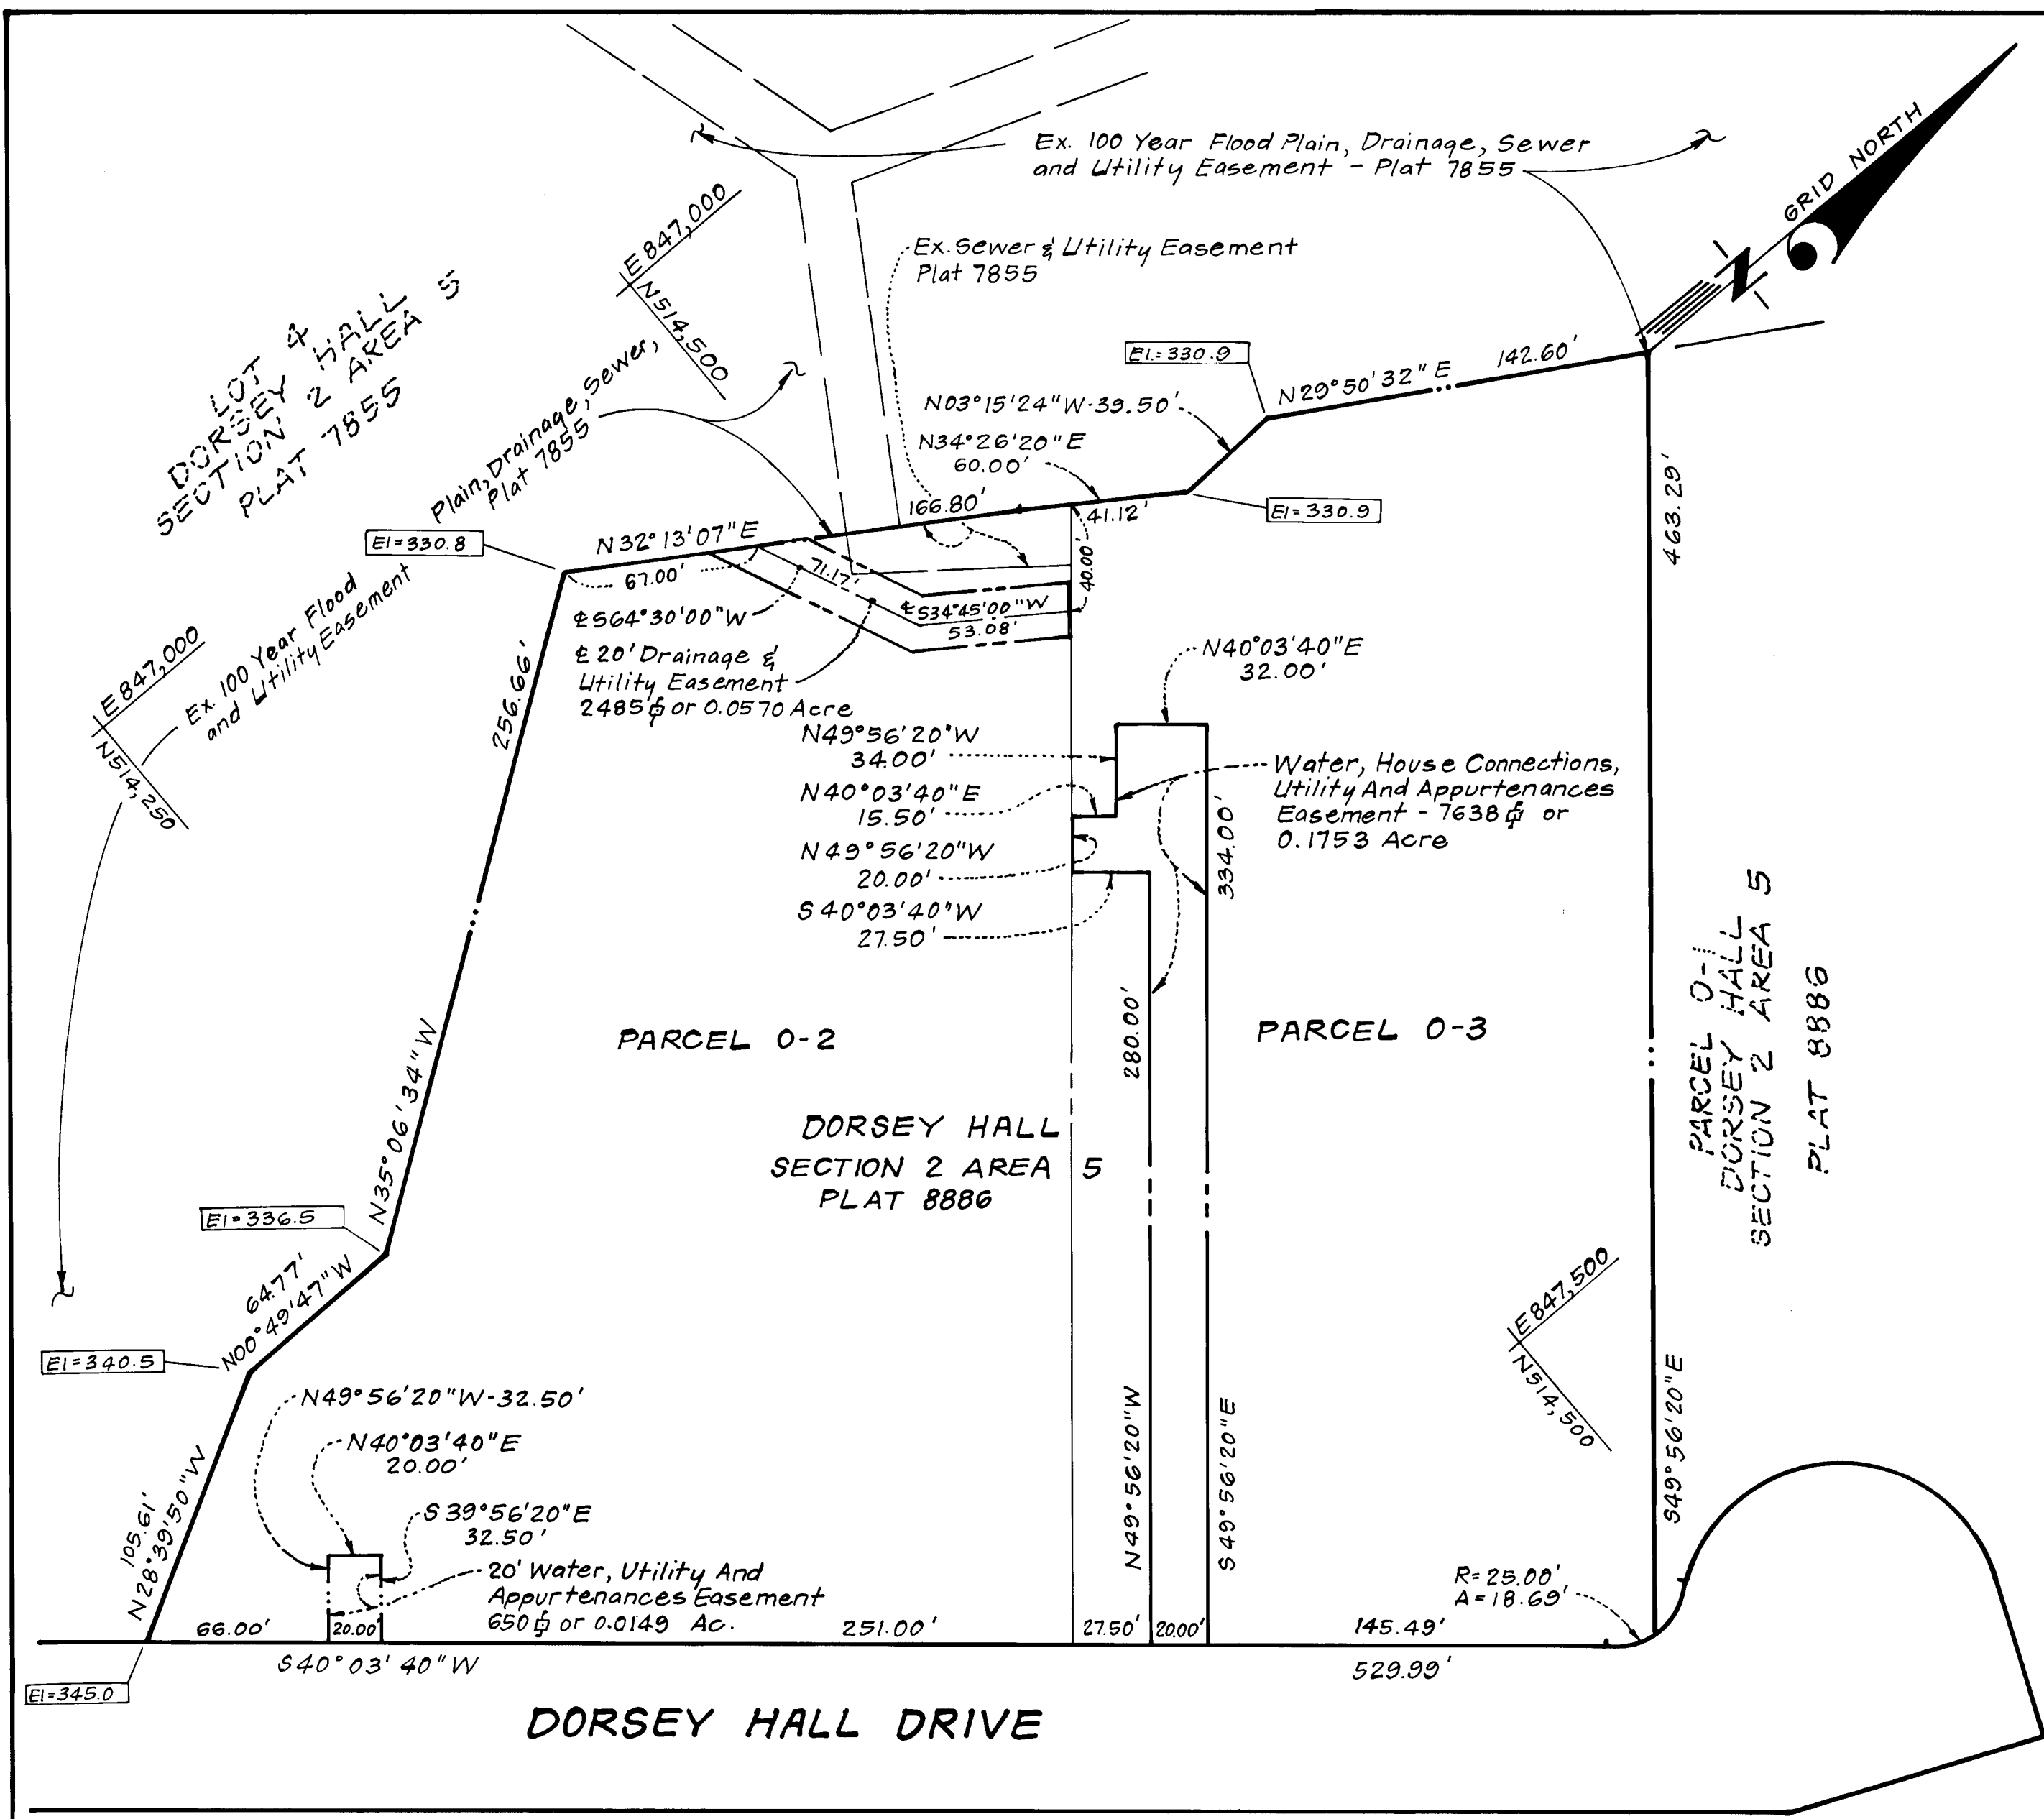 Ex. 100 Year Flood Plain, Drainage, Sewer
and Utility Easement - Plat 7855
GRID NORTH
N
E 847,000
N 514,500
Ex. Sewer & Utility Easement
Plat 7855
LOT 4
DORSEY HALL
SECTION 2 AREA 5
PLAT 7855
Plain, Drainage, Sewer,
Plat 7855
El.=330.9
N29°50'32"E
142.60'
N03°15'24"W-39.50'
N34°26'20"E
60.00'
166.80'
41.12'
El=330.9
463.29'
El=330.8
N32°13'07"E
67.00'
71.17'
40.00'
℄ S64°30'00"W
℄ S34°45'00"W
53.08'
℄ 20' Drainage &
Utility Easement
2485 ⏍ or 0.0570 Acre
Ex. 100 Year Flood
and Utility Easement
E 847,000
N514,250
256.66'
N35°06'34"W
N40°03'40"E
32.00'
N49°56'20"W
34.00'
N40°03'40"E
15.50'
N49°56'20"W
20.00'
S40°03'40"W
27.50'
Water, House Connections,
Utility And Appurtenances
Easement - 7638 ⏍ or
0.1753 Acre
334.00'
280.00'
PARCEL O-2
PARCEL O-3
DORSEY HALL
SECTION 2 AREA 5
PLAT 8886
PARCEL O-1
DORSEY HALL
SECTION 2 AREA 5
PLAT 8886
El=336.5
64.77'
N00°49'47"W
El=340.5
105.61'
N28°39'50"W
N49°56'20"W-32.50'
N40°03'40"E
20.00'
S39°56'20"E
32.50'
20' Water, Utility And
Appurtenances Easement
650 ⏍ or 0.0149 Ac.
N49°56'20"W
S49°56'20"E
E 847,500
N514,500
S49°56'20"E
R=25.00'
A=18.69'
66.00'
20.00'
251.00'
27.50'
20.00'
145.49'
S40°03'40"W
529.99'
El=345.0
DORSEY HALL DRIVE